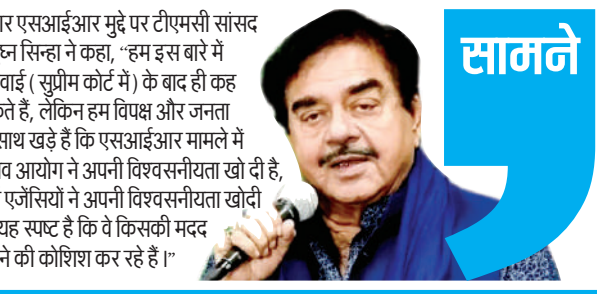 र एसआईआर मुद्दे पर टीएमसी सांसद
घ्न सिन्हा ने कहा, “हम इस बारे में
वाई ( सुप्रीम कोर्ट में) के बाद ही कह
ते हैं, लेकिन हम विपक्ष और जनता
साथ खड़े हैं कि एसआईआर मामले में
व आयोग ने अपनी विश्वसनीयता खो दी है,
एजेंसियों ने अपनी विश्वसनीयता खोदी
यह स्पष्ट है कि वे किसकी मदद
ने की कोशिश कर रहे हैं।”
सामने